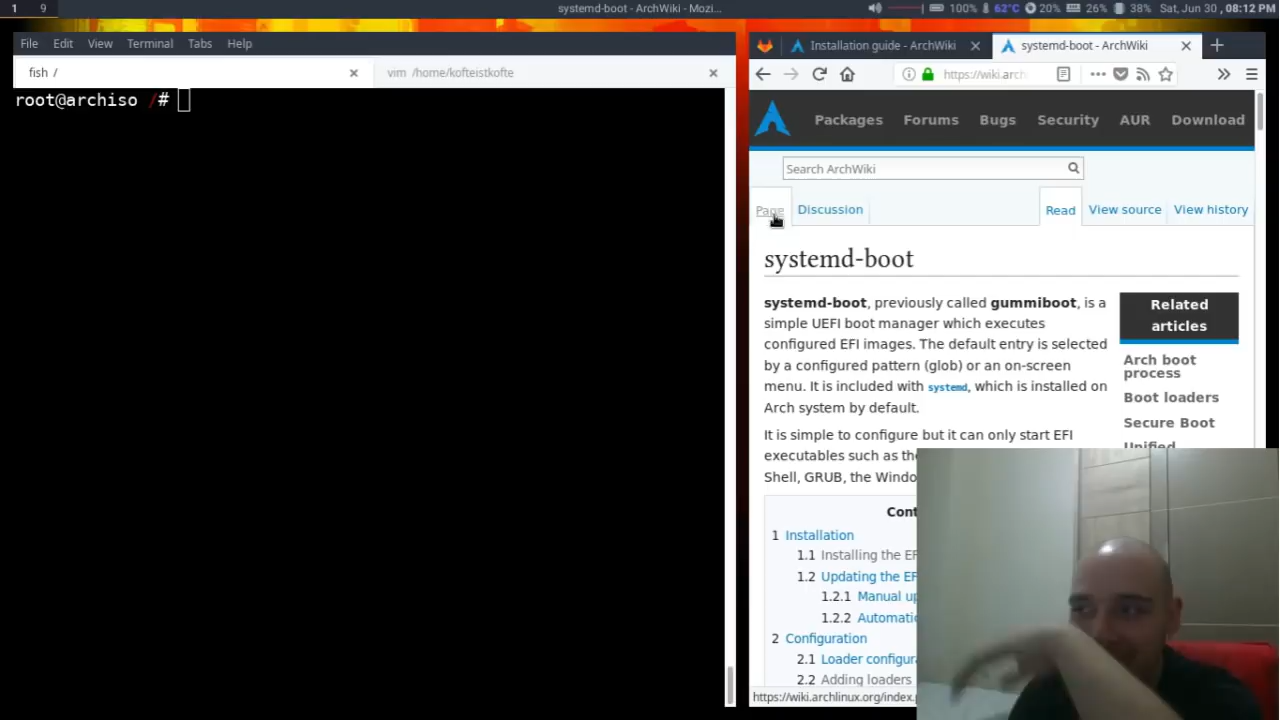 1 9 systemd-boot - ArchWiki - Mozi... 100% 62°C 20% 26% 38% Sat, Jun 30 , 08:12 PM
File Edit View Terminal Tabs Help
fish /
vim /home/kofteistkofte
root@archiso /#
Installation guide - ArchWiki
systemd-boot - ArchWiki
https://wiki.arch
Packages Forums Bugs Security AUR Download
Search ArchWiki
Page Discussion Read View source View history
systemd-boot
systemd-boot, previously called gummiboot, is a
simple UEFI boot manager which executes
configured EFI images. The default entry is selected
by a configured pattern (glob) or an on-screen
menu. It is included with systemd, which is installed on
Arch system by default.
It is simple to configure but it can only start EFI
executables such as the
Shell, GRUB, the Windo
Related
articles
Arch boot
process
Boot loaders
Secure Boot
Unified
Cont
1 Installation
1.1 Installing the EF
1.2 Updating the EF
1.2.1 Manual up
1.2.2 Automati
2 Configuration
2.1 Loader configura
2.2 Adding loaders
https://wiki.archlinux.org/index.p